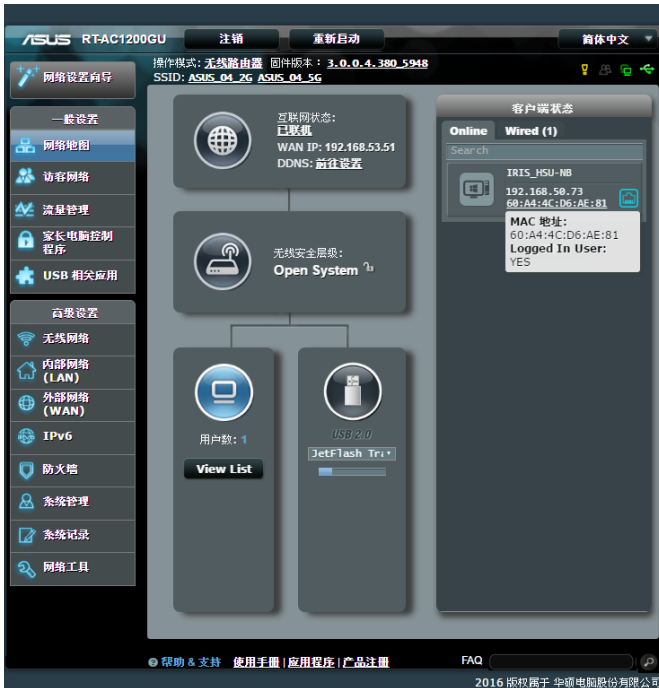 ASUS RT-AC1200GU 注销 重新启动 简体中文
操作模式: 无线路由器 固件版本: 3.0.0.4.380_5948
SSID: ASUS_04_2G ASUS_04_5G
网络设置向导
一般设置
网络地图
访客网络
流量管理
家长电脑控制
程序
USB 相关应用
高级设置
无线网络
内部网络
(LAN)
外部网络
(WAN)
IPv6
防火墙
系统管理
系统记录
网络工具
互联网状态:
已联机
WAN IP: 192.168.53.51
DDNS: 前往设置
无线安全层级:
Open System
用户数: 1
View List
USB 2.0
JetFlash Tra
客户端状态
Online Wired (1)
Search
IRIS_HSU-NB
192.168.50.73
60:A4:4C:D6:AE:81
MAC 地址:
60:A4:4C:D6:AE:81
Logged In User:
YES
帮助 & 支持 使用手册 | 应用程序 | 产品注册 FAQ
2016 版权属于 华硕电脑股份有限公司